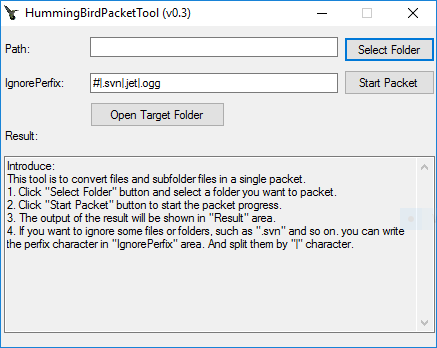 HummingBirdPacketTool (v0.3)
Path:
Select Folder
IgnorePerfix:
#|.svn|.jet|.ogg
Start Packet
Open Target Folder
Result:
Introduce:
This tool is to convert files and subfolder files in a single packet.
1. Click "Select Folder" button and select a folder you want to packet.
2. Click "Start Packet" button to start the packet progress.
3. The output of the result will be shown in "Result" area.
4. If you want to ignore some files or folders, such as ".svn" and so on. you can write
the perfix character in "IgnorePerfix" area. And split them by "|" character.